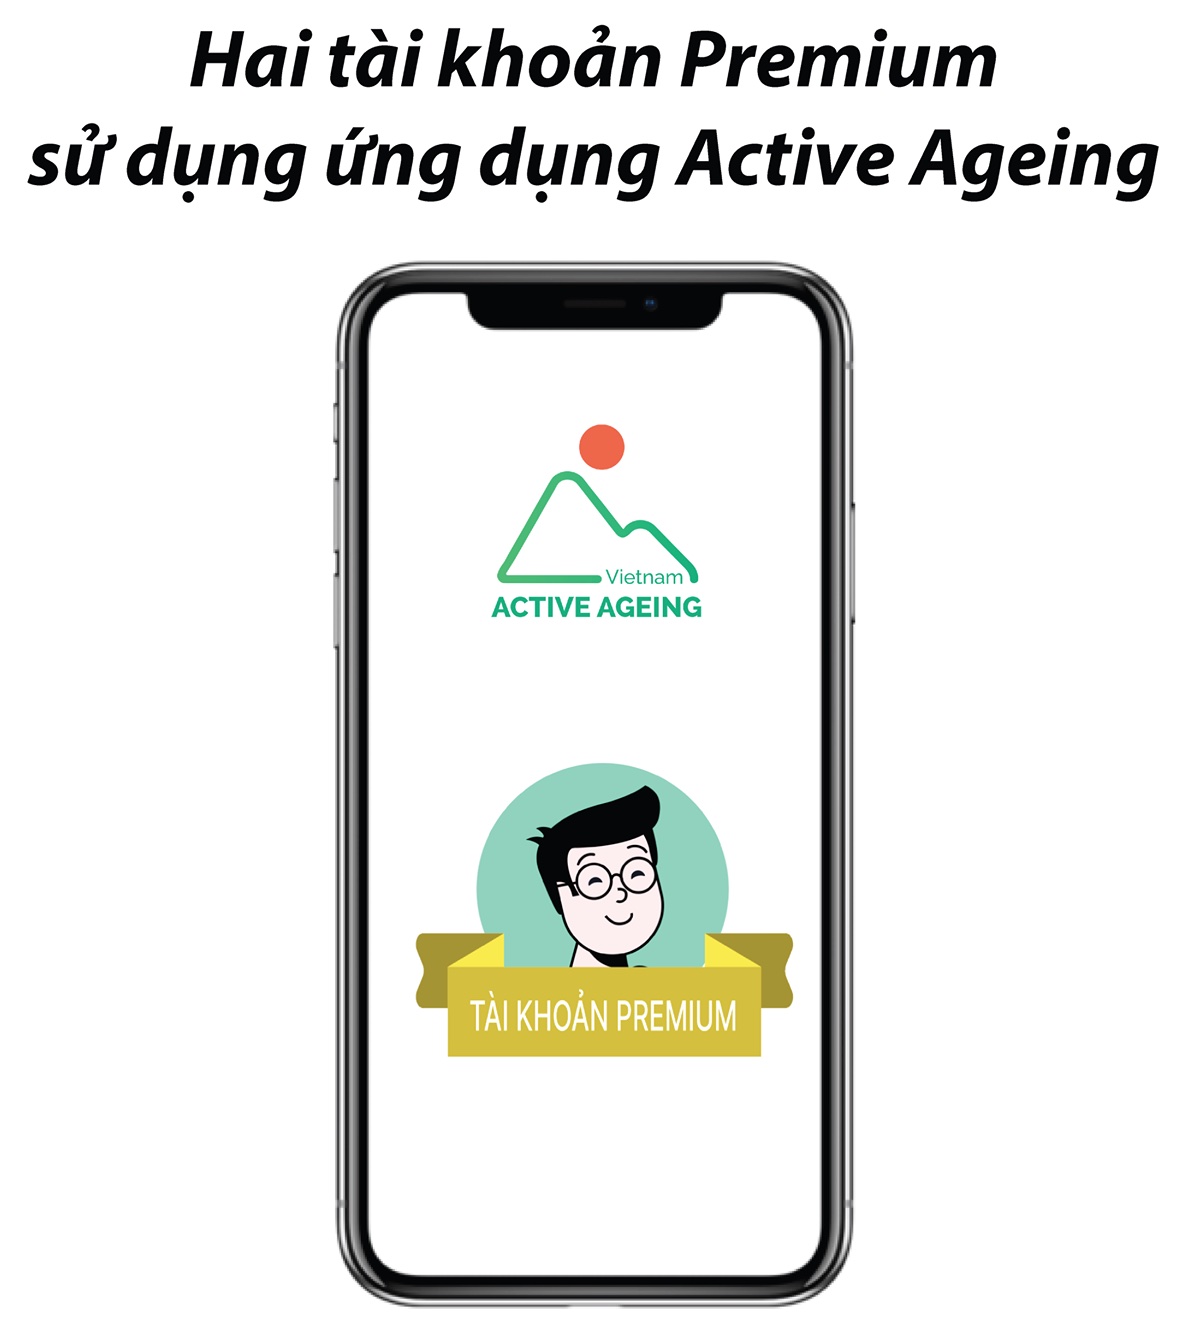 Hai tài khoản Premium
sử dụng ứng dụng Active Ageing
Vietnam
ACTIVE AGEING
TÀI KHOẢN PREMIUM